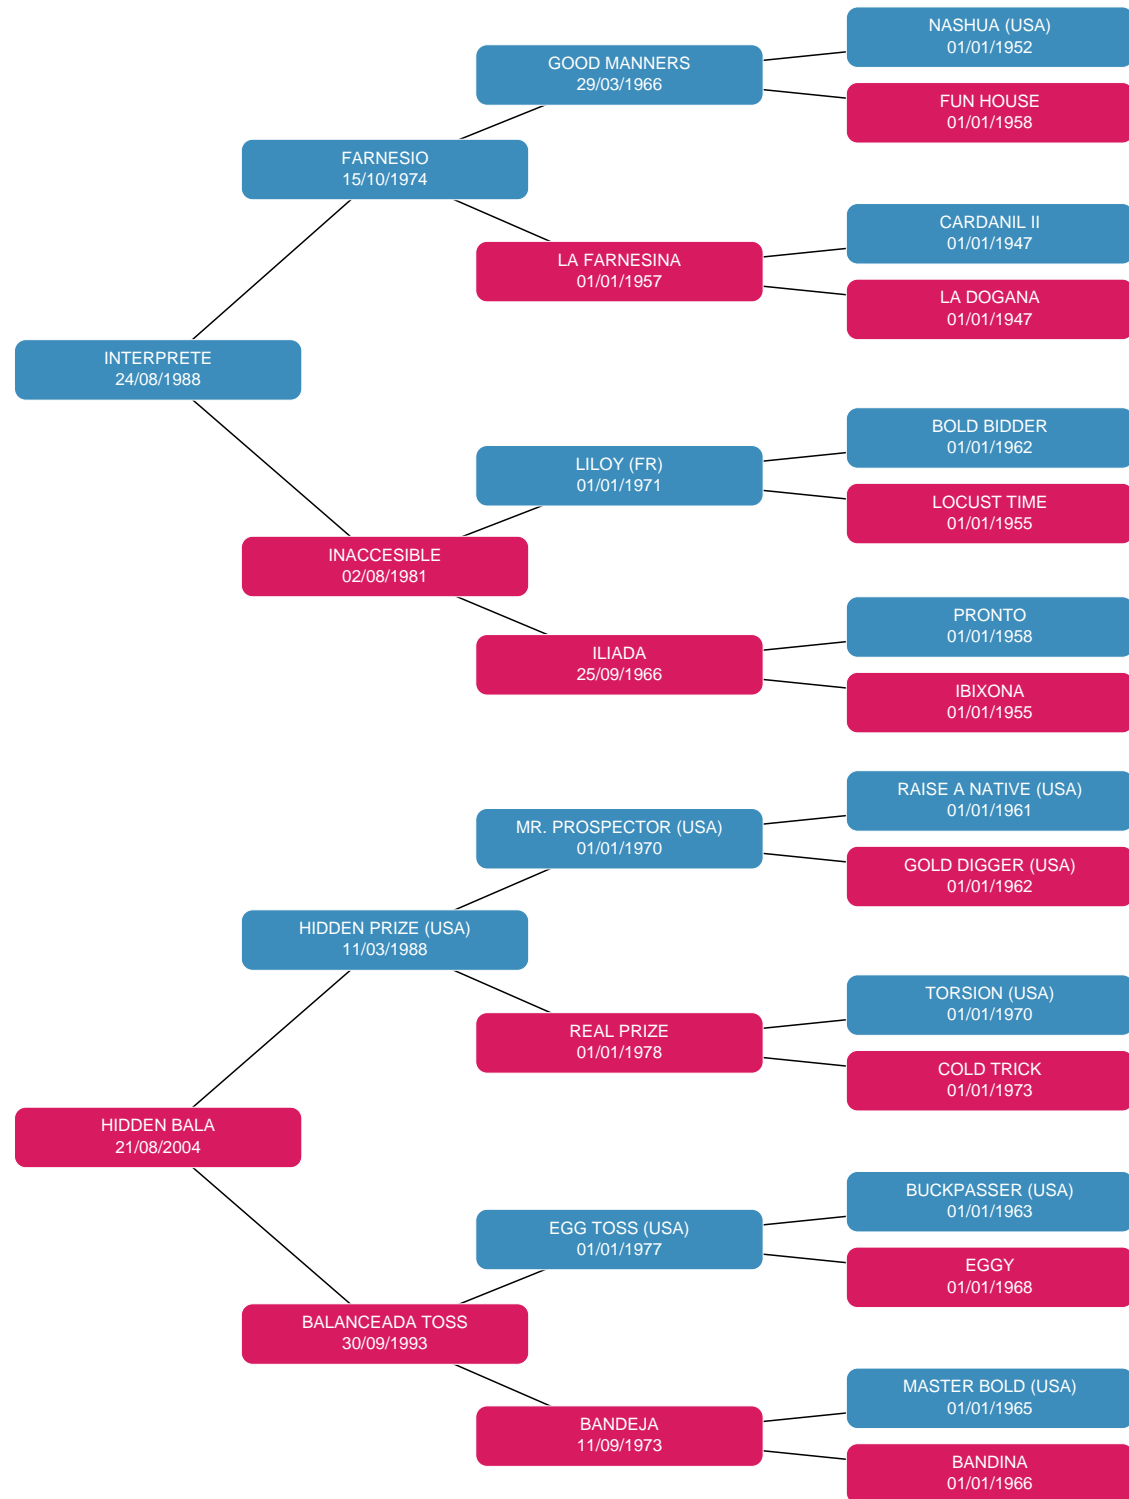 NASHUA (USA)
01/01/1952
GOOD MANNERS
29/03/1966
FUN HOUSE
01/01/1958
FARNESIO
15/10/1974
CARDANIL II
01/01/1947
LA FARNESINA
01/01/1957
LA DOGANA
01/01/1947
INTERPRETE
24/08/1988
BOLD BIDDER
01/01/1962
LILOY (FR)
01/01/1971
LOCUST TIME
01/01/1955
INACCESIBLE
02/08/1981
PRONTO
01/01/1958
ILIADA
25/09/1966
IBIXONA
01/01/1955
RAISE A NATIVE (USA)
01/01/1961
MR. PROSPECTOR (USA)
01/01/1970
GOLD DIGGER (USA)
01/01/1962
HIDDEN PRIZE (USA)
11/03/1988
TORSION (USA)
01/01/1970
REAL PRIZE
01/01/1978
COLD TRICK
01/01/1973
HIDDEN BALA
21/08/2004
BUCKPASSER (USA)
01/01/1963
EGG TOSS (USA)
01/01/1977
EGGY
01/01/1968
BALANCEADA TOSS
30/09/1993
MASTER BOLD (USA)
01/01/1965
BANDEJA
11/09/1973
BANDINA
01/01/1966